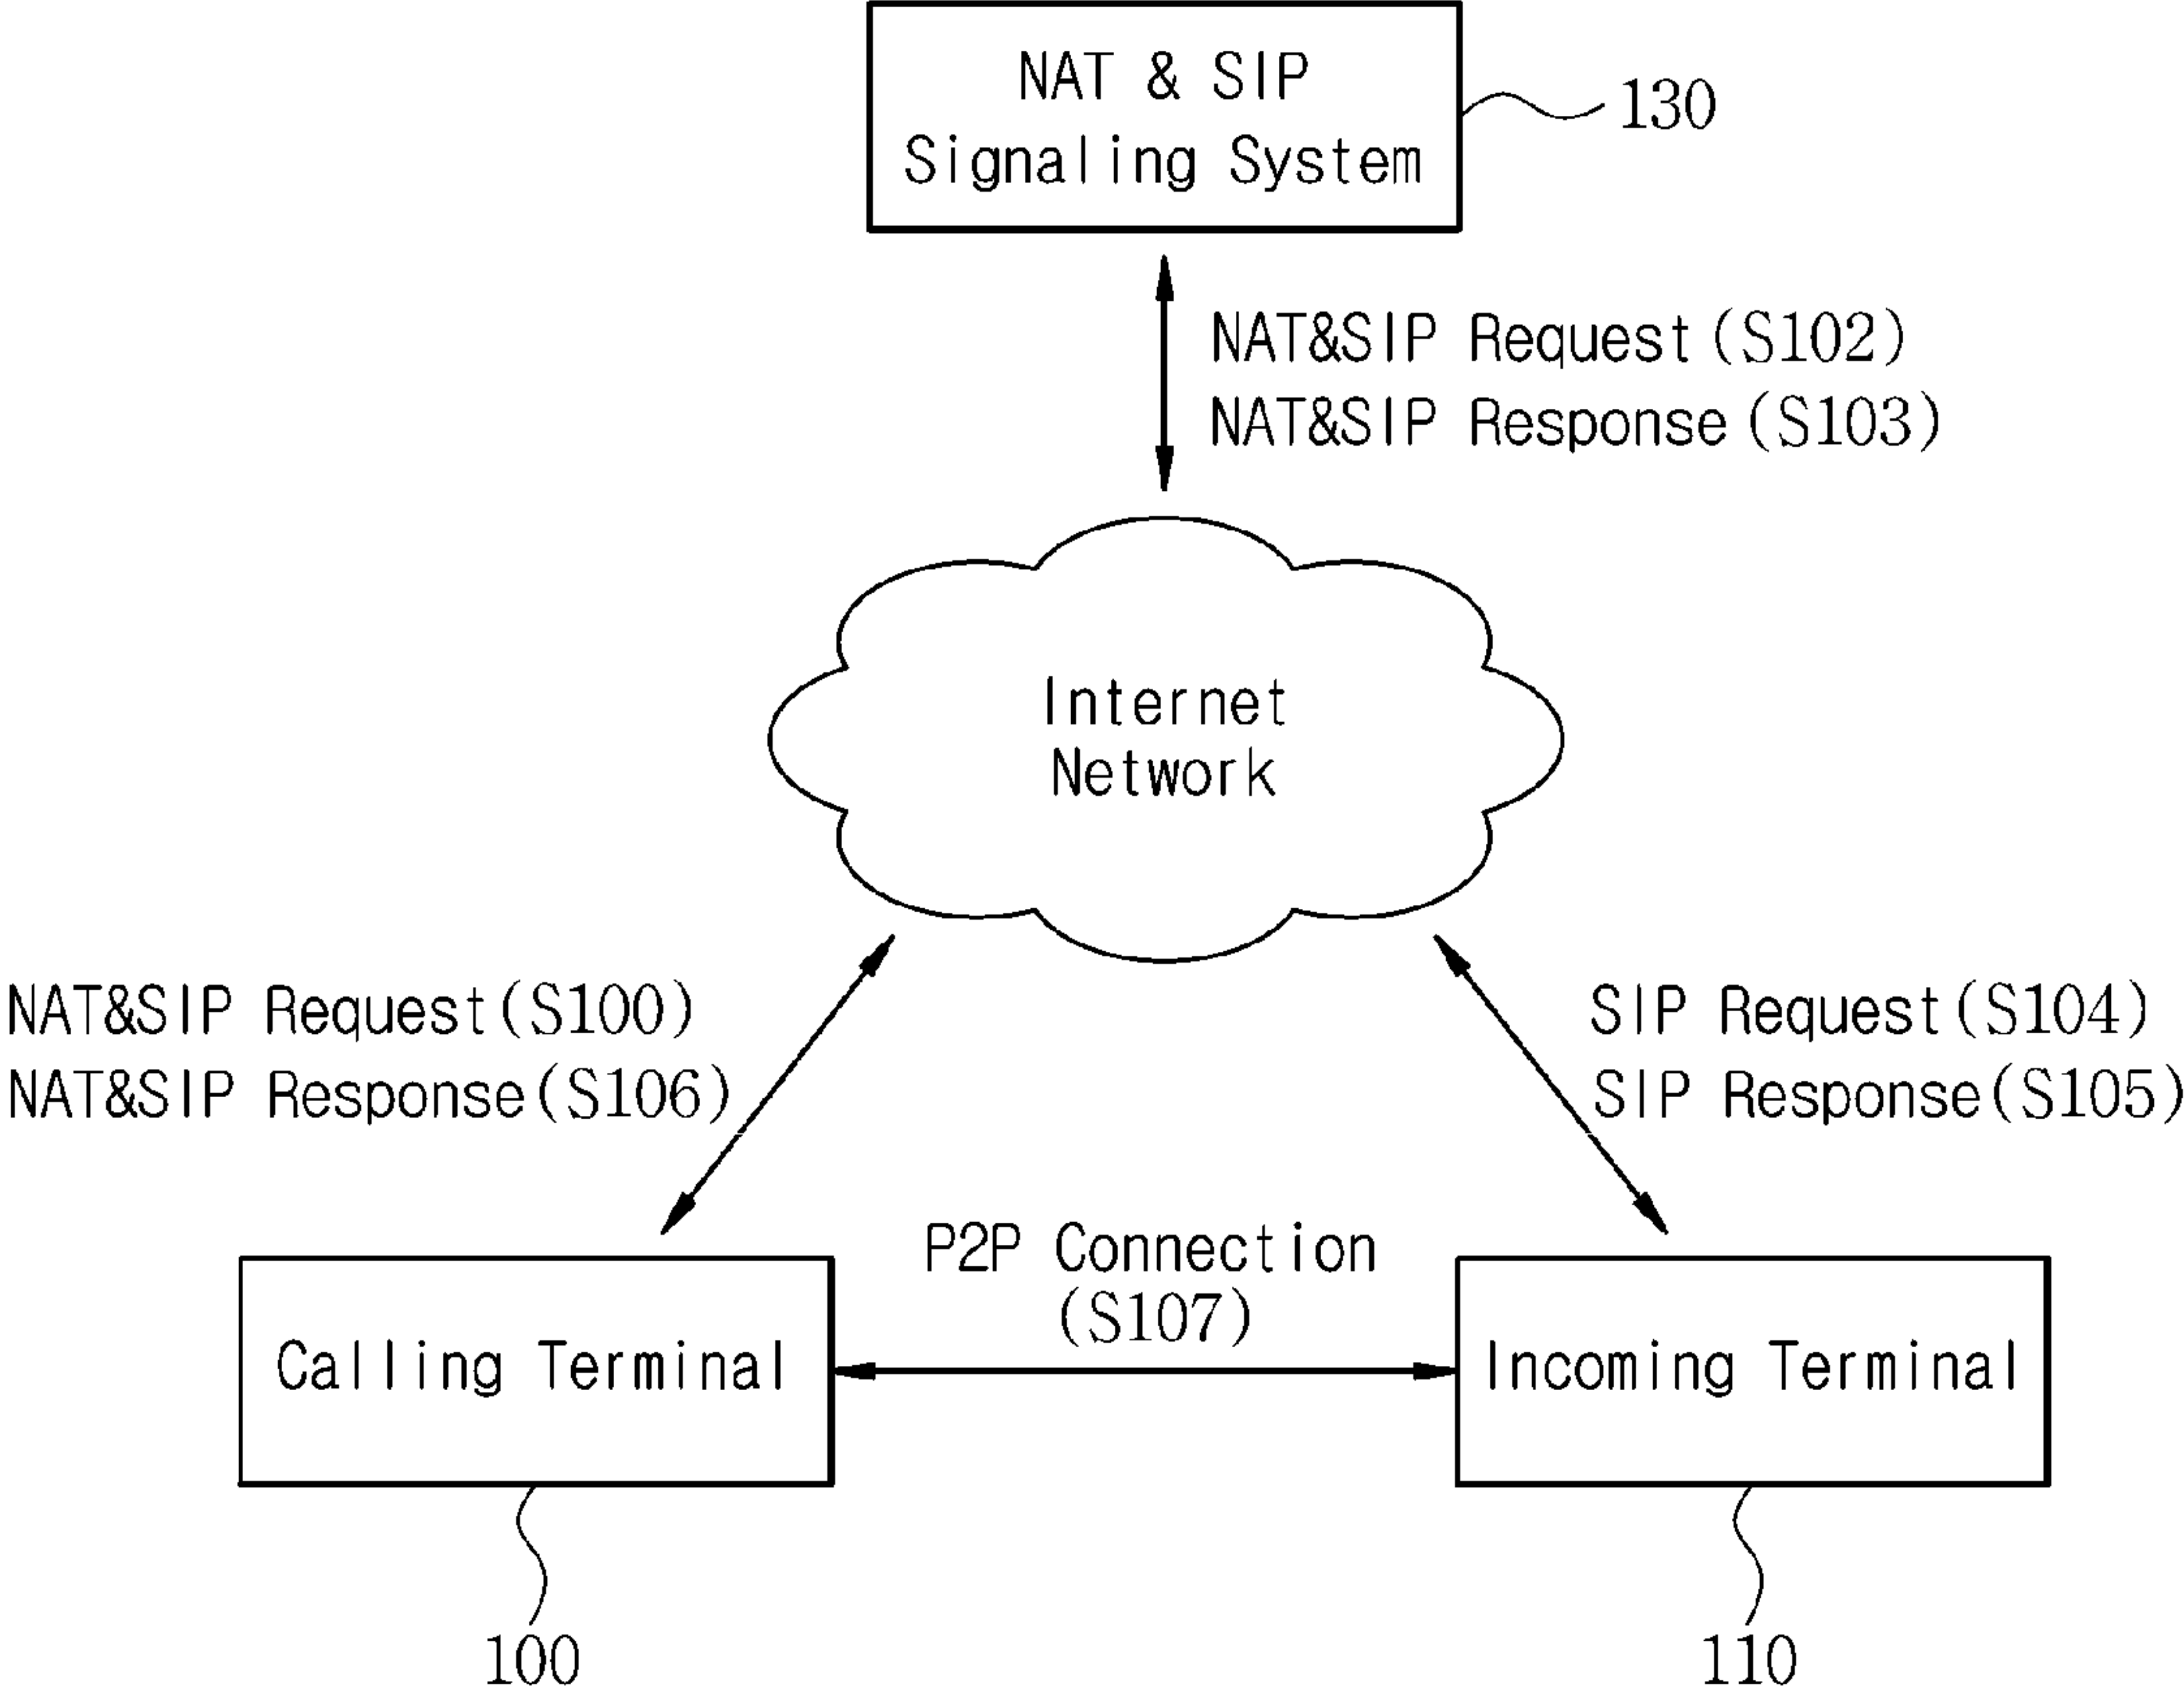 NAT & SIP
Signaling System
130
NAT&SIP Request(S102)
NAT&SIP Response(S103)
Internet
Network
NAT&SIP Request(S100)
NAT&SIP Response(S106)
SIP Request(S104)
SIP Response(S105)
P2P Connection
(S107)
Calling Terminal
Incoming Terminal
100
110